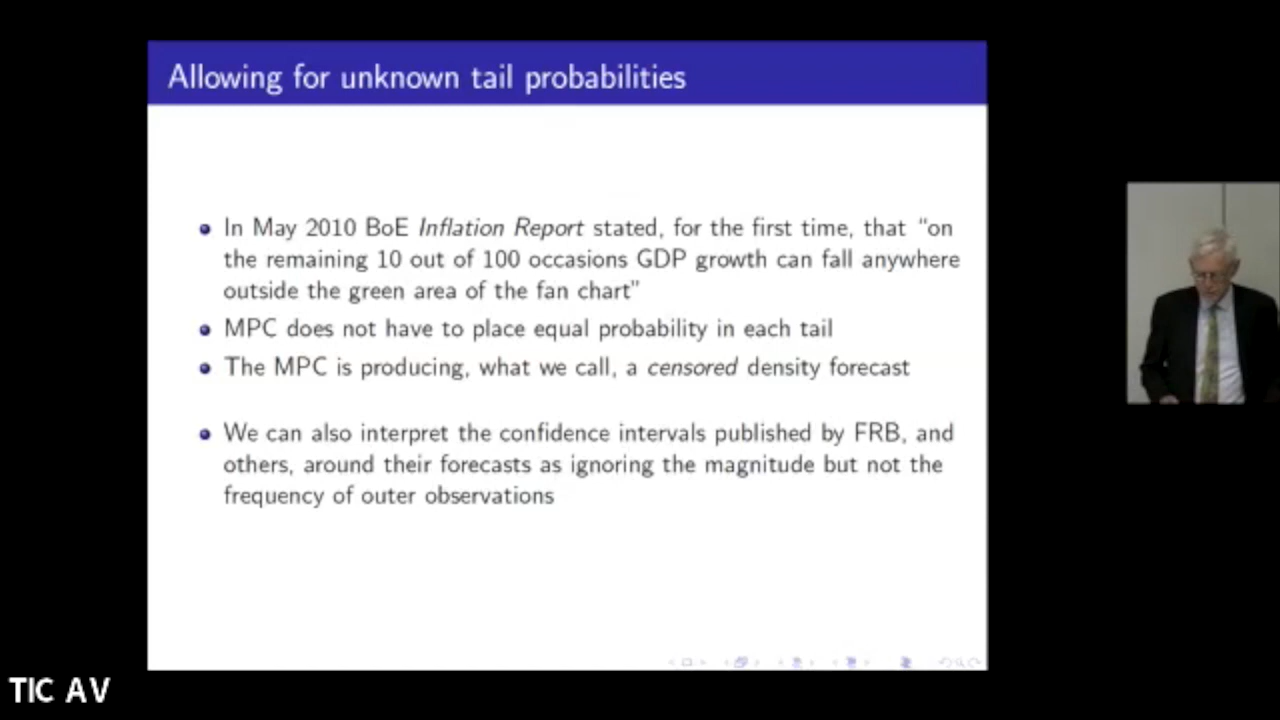 Allowing for unknown tail probabilities
In May 2010 BoE Inflation Report stated, for the first time, that “on
the remaining 10 out of 100 occasions GDP growth can fall anywhere
outside the green area of the fan chart”
MPC does not have to place equal probability in each tail
The MPC is producing, what we call, a censored density forecast
We can also interpret the confidence intervals published by FRB, and
others, around their forecasts as ignoring the magnitude but not the
frequency of outer observations
TIC AV